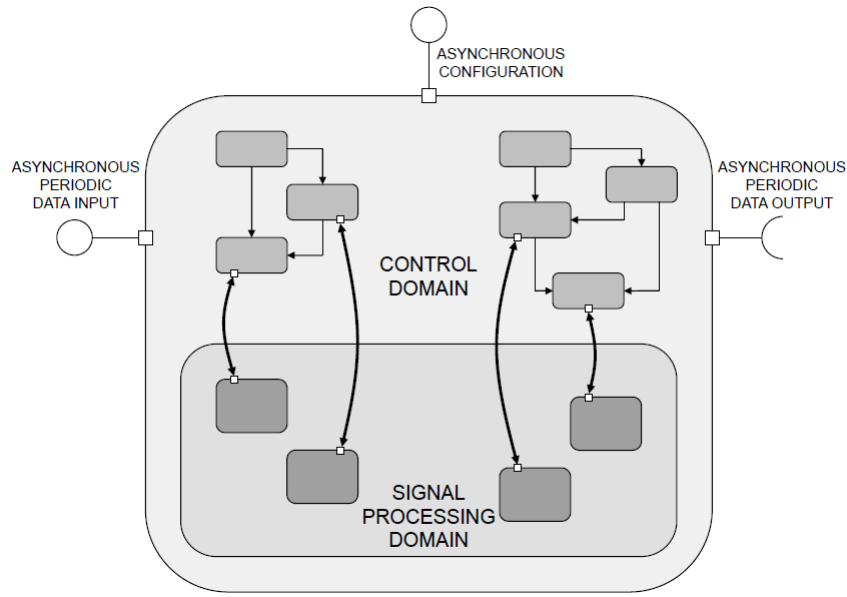 ASYNCHRONOUS
CONFIGURATION
ASYNCHRONOUS
PERIODIC
DATA INPUT
ASYNCHRONOUS
PERIODIC
DATA OUTPUT
CONTROL
DOMAIN
SIGNAL
PROCESSING
DOMAIN